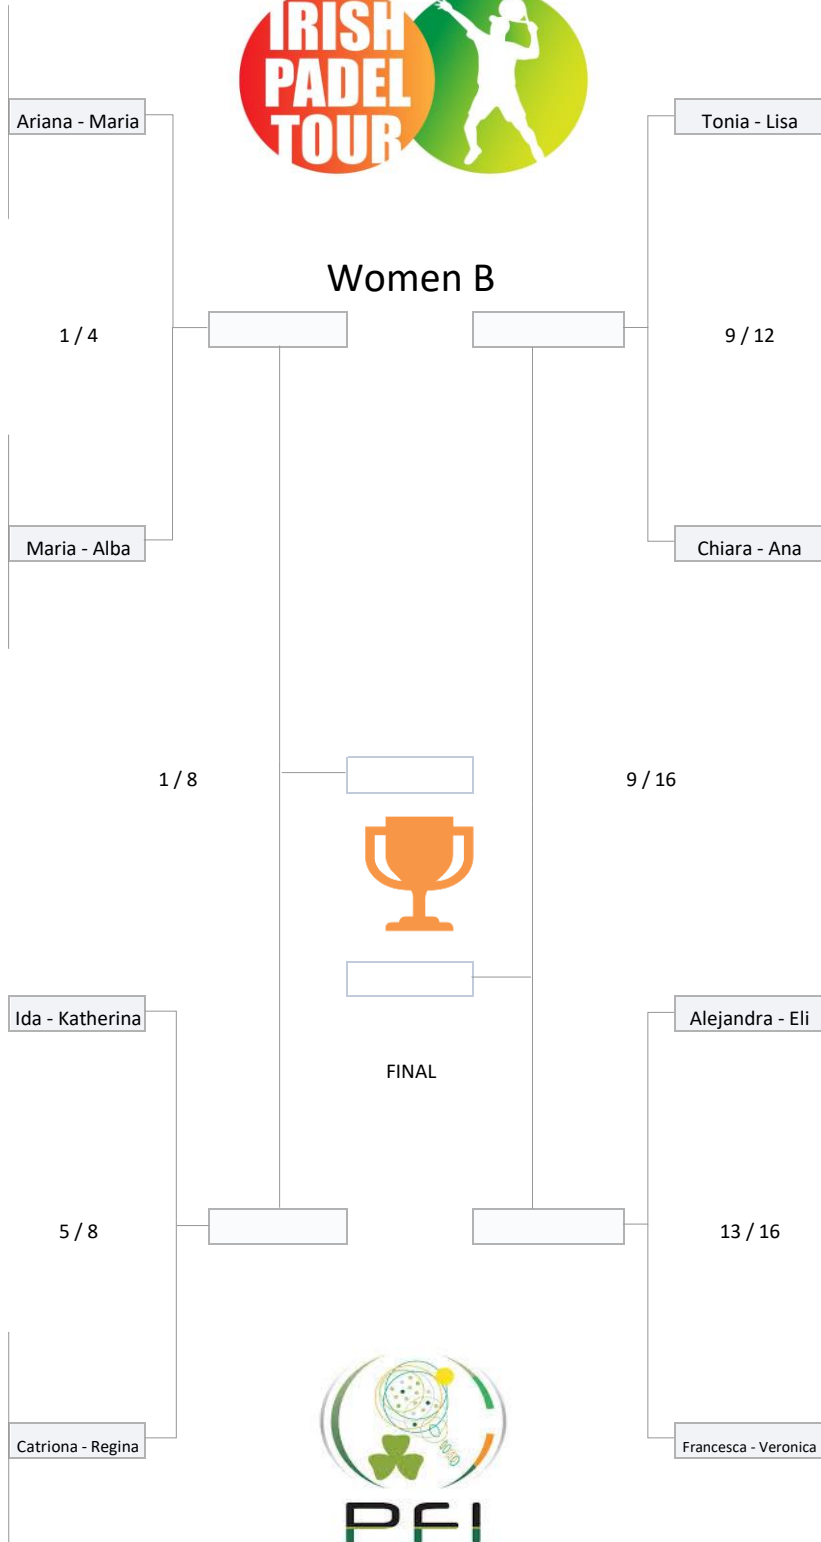 IRISH
PADEL
TOUR
Ariana - Maria
Tonia - Lisa
Women B
1 / 4
9 / 12
Maria - Alba
Chiara - Ana
1 / 8
9 / 16
Ida - Katherina
Alejandra - Eli
FINAL
5 / 8
13 / 16
Catriona - Regina
Francesca - Veronica
PFI